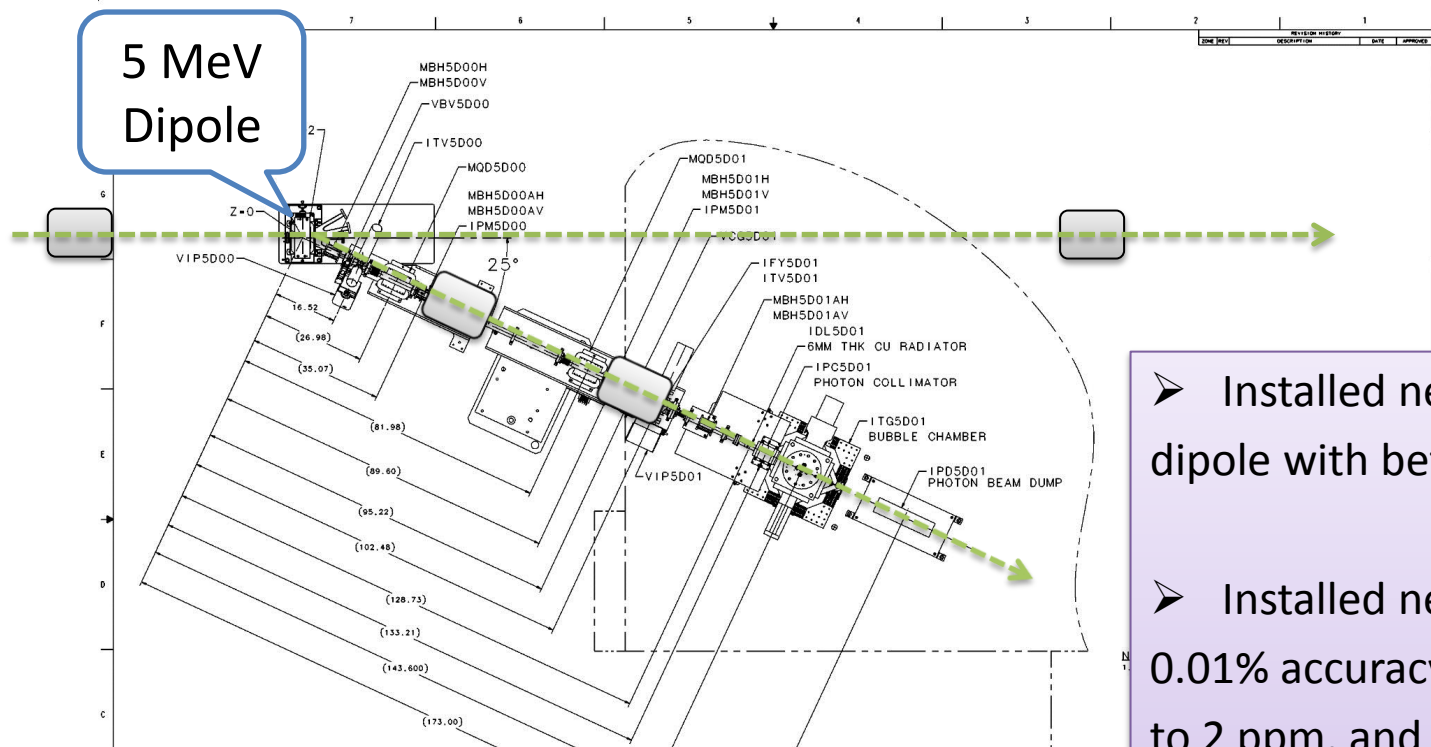 7 6 5 4 3 2 1
REVISION HISTORY
ZONE REV DESCRIPTION DATE APPROVED
5 MeV
Dipole
2
MBH5D00H
MBH5D00V
VBV5D00
ITV5D00
MQD5D00
MBH5D00AH
MBH5D00AV
IPM5D00
Z=0
VIP5D00
25°
MQD5D01
MBH5D01H
MBH5D01V
IPM5D01
VCG5D01
IFY5D01
ITV5D01
MBH5D01AH
MBH5D01AV
IDL5D01
6MM THK CU RADIATOR
IPC5D01
PHOTON COLLIMATOR
ITG5D01
BUBBLE CHAMBER
IPD5D01
PHOTON BEAM DUMP
VIP5D01
G
F
E
D
C
16.52
(26.98)
(35.07)
(81.98)
(89.60)
(95.22)
(102.48)
(128.73)
(133.21)
(143.600)
(173.00)
N
➢ Installed ne
dipole with be
➢ Installed ne
0.01% accuracy
to 2 ppm, and